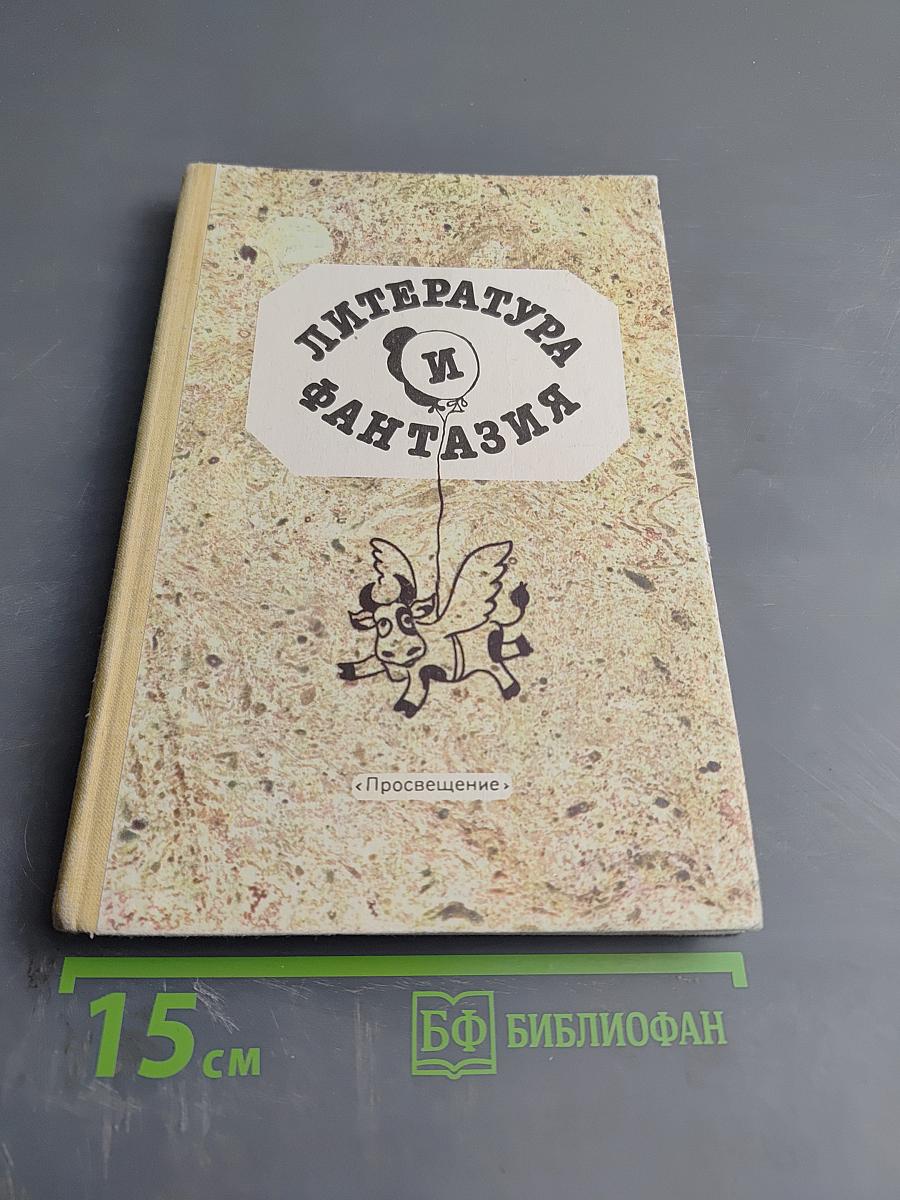 ЛИТЕРАТУРА
И
ФАНТАЗИЯ
‹Просвещение›
15 см
БФ БИБЛИОФАН